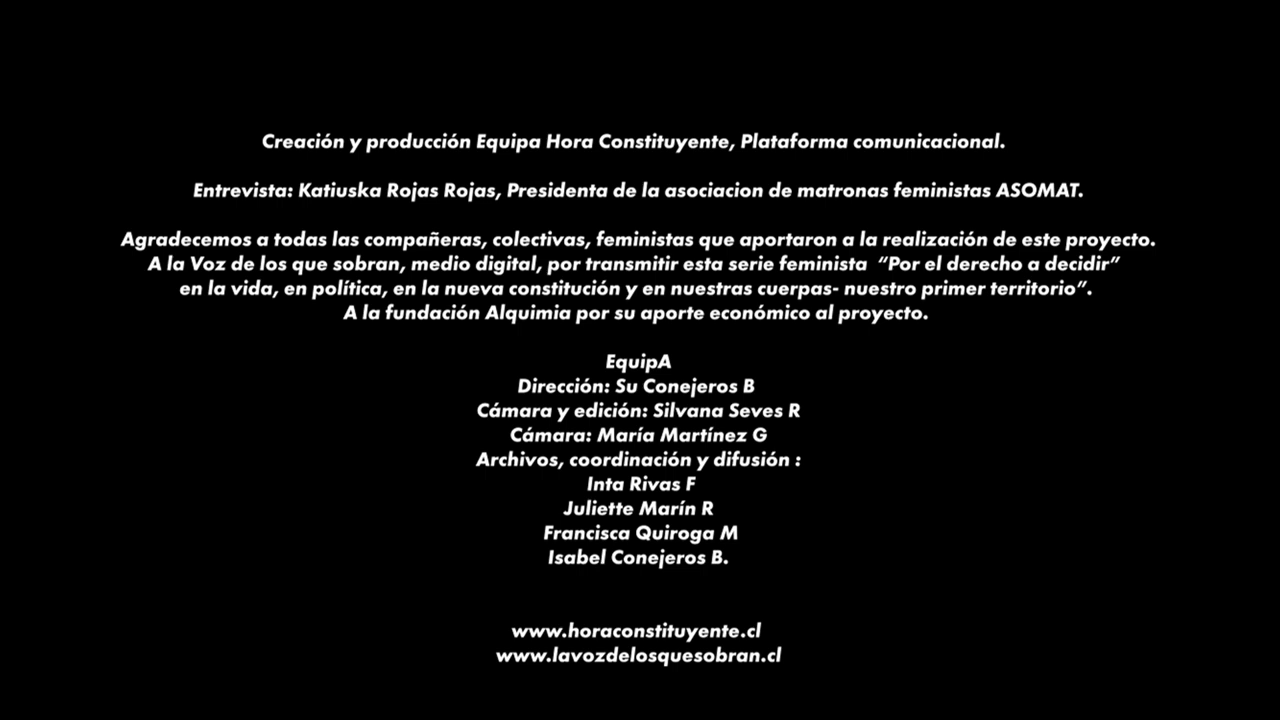 Creación y producción Equipa Hora Constituyente, Plataforma comunicacional.
Entrevista: Katiuska Rojas Rojas, Presidenta de la asociacion de matronas feministas ASOMAT.
Agradecemos a todas las compañeras, colectivas, feministas que aportaron a la realización de este proyecto.
A la Voz de los que sobran, medio digital, por transmitir esta serie feminista “Por el derecho a decidir”
en la vida, en política, en la nueva constitución y en nuestras cuerpas- nuestro primer territorio”.
A la fundación Alquimia por su aporte económico al proyecto.
EquipA
Dirección: Su Conejeros B
Cámara y edición: Silvana Seves R
Cámara: María Martínez G
Archivos, coordinación y difusión :
Inta Rivas F
Juliette Marín R
Francisca Quiroga M
Isabel Conejeros B.
www.horaconstituyente.cl
www.lavozdelosquesobran.cl